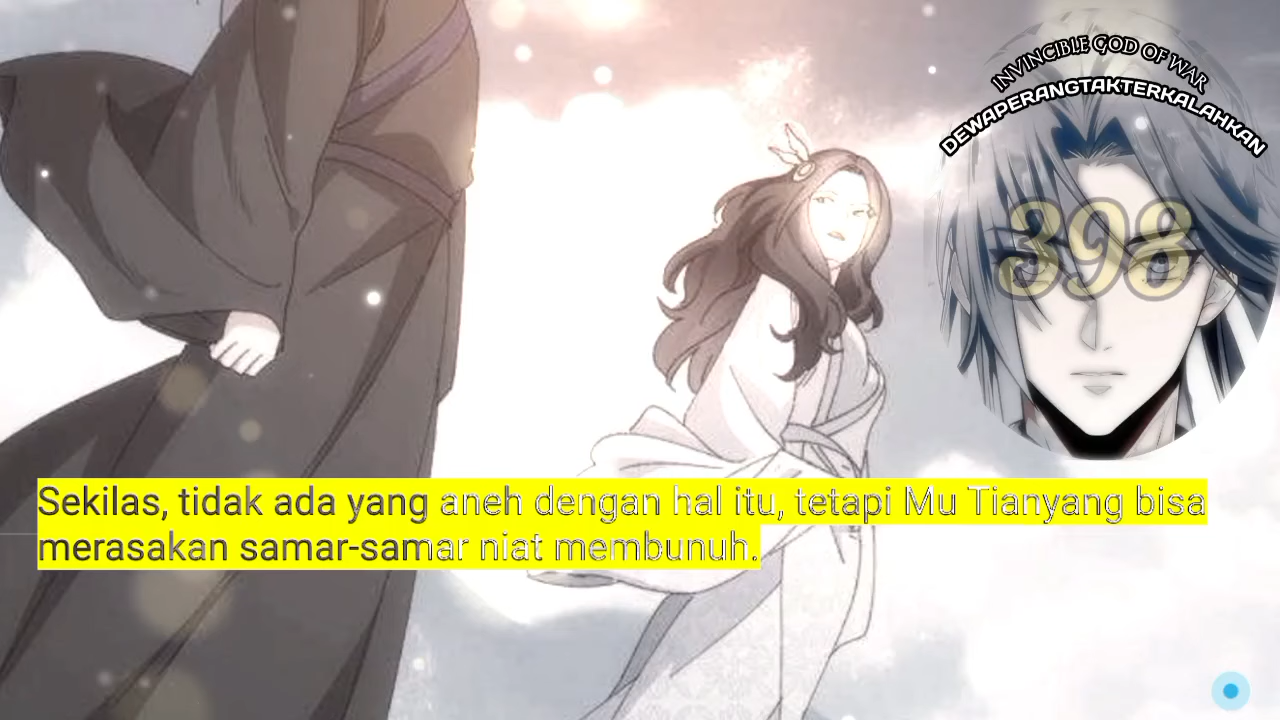 INVINCIBLE GOD OF WAR
DEWAPERANGTAKTERKALAHKAN
398
Sekilas, tidak ada yang aneh dengan hal itu, tetapi Mu Tianyang bisa
merasakan samar-samar niat membunuh.